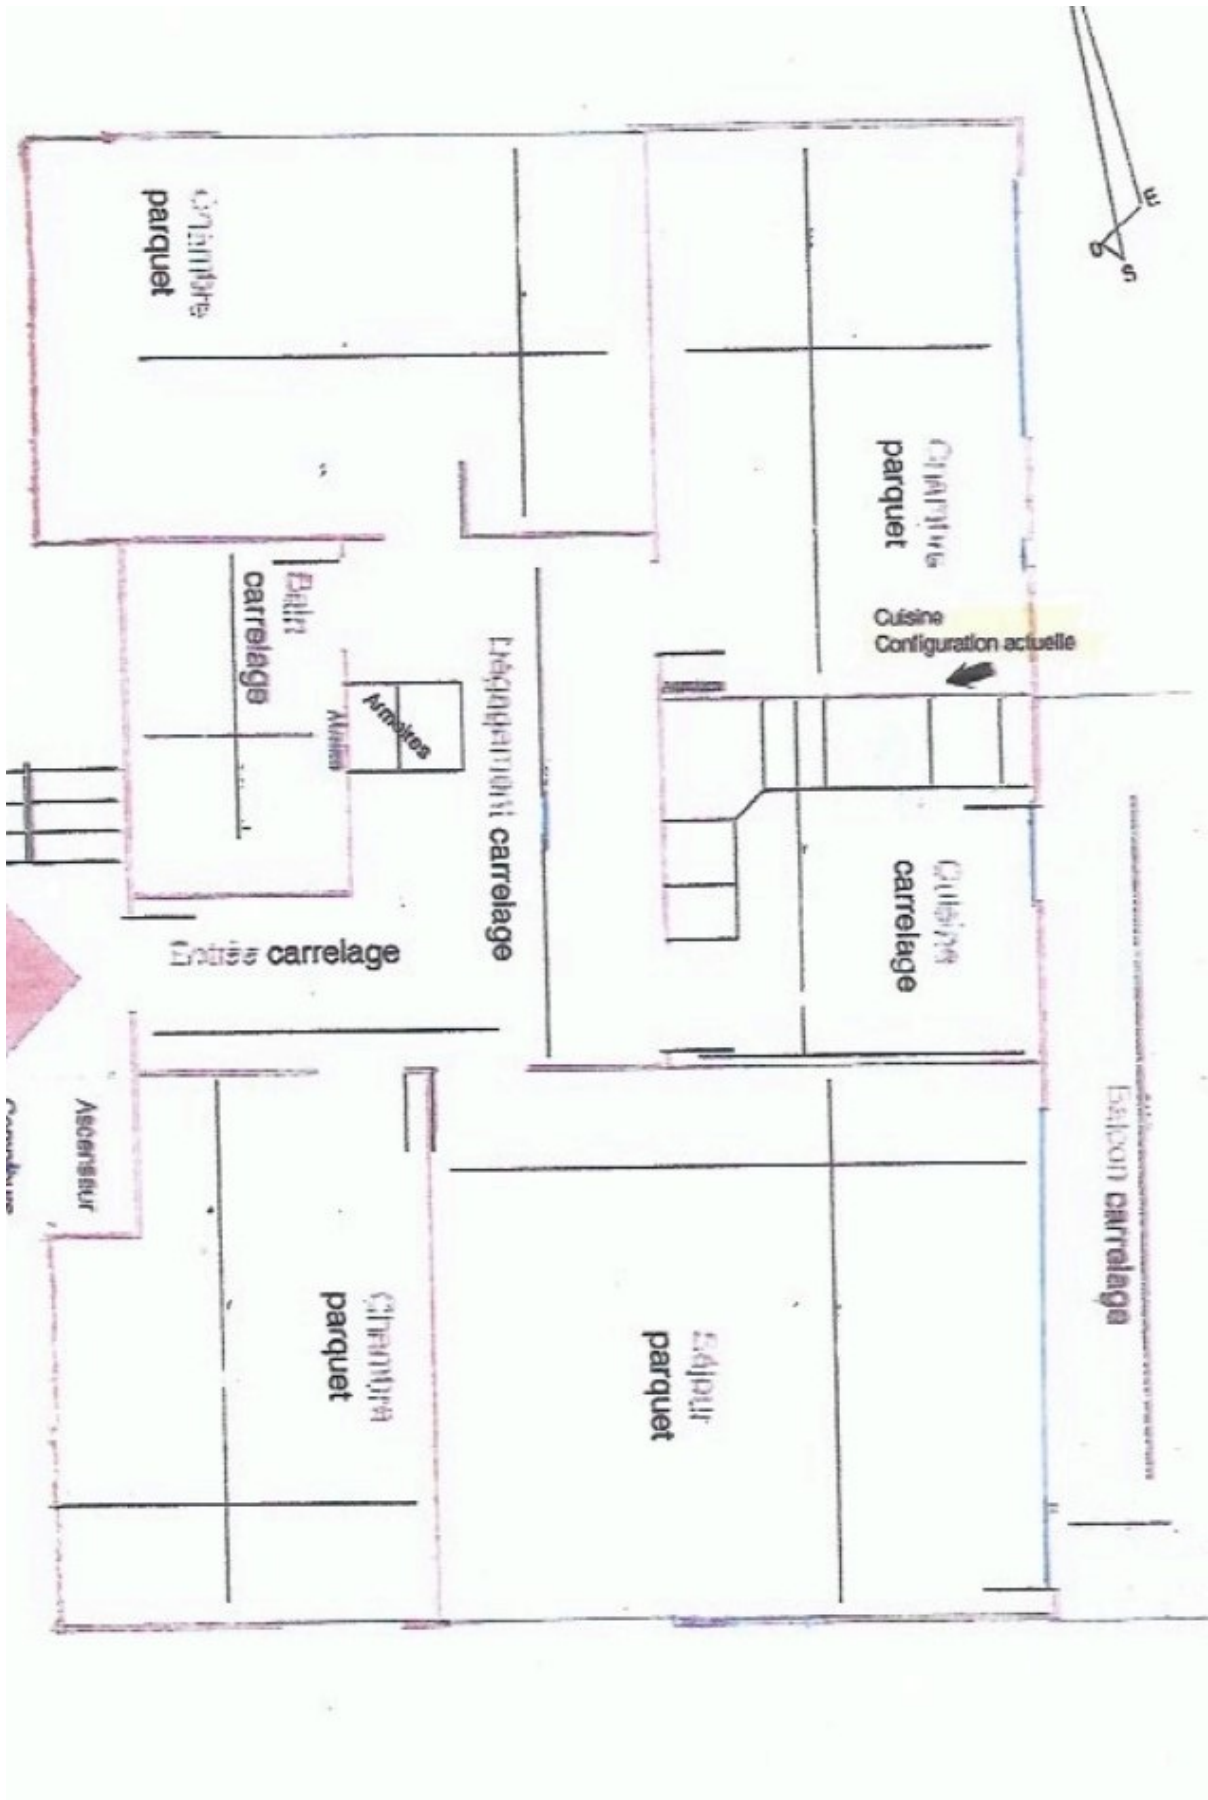 Chambre
parquet
E
S
O
Chambre
parquet
Cuisine
Configuration actuelle
Bain
carrelage
Armoires
Dégagement carrelage
Cuisine
carrelage
Entrée carrelage
Ascenseur
Balcon carrelage
Chambre
parquet
Séjour
parquet